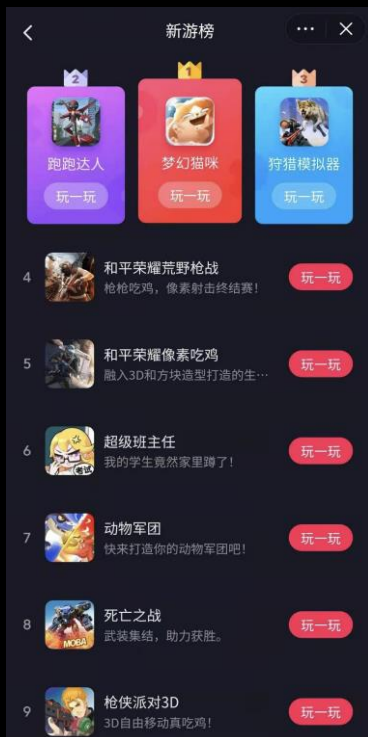 新游榜
2
1
3
跑跑达人
梦幻猫咪
狩猎模拟器
玩一玩
玩一玩
玩一玩
4
和平荣耀荒野枪战
枪枪吃鸡，像素射击终结赛！
玩一玩
5
和平荣耀像素吃鸡
融入3D和方块造型打造的生…
玩一玩
6
超级班主任
我的学生竟然家里蹲了！
考试
玩一玩
7
动物军团
快来打造你的动物军团吧！
玩一玩
8
死亡之战
武装集结，助力获胜。
MOBA
玩一玩
9
枪侠派对3D
3D自由移动真吃鸡！
玩一玩